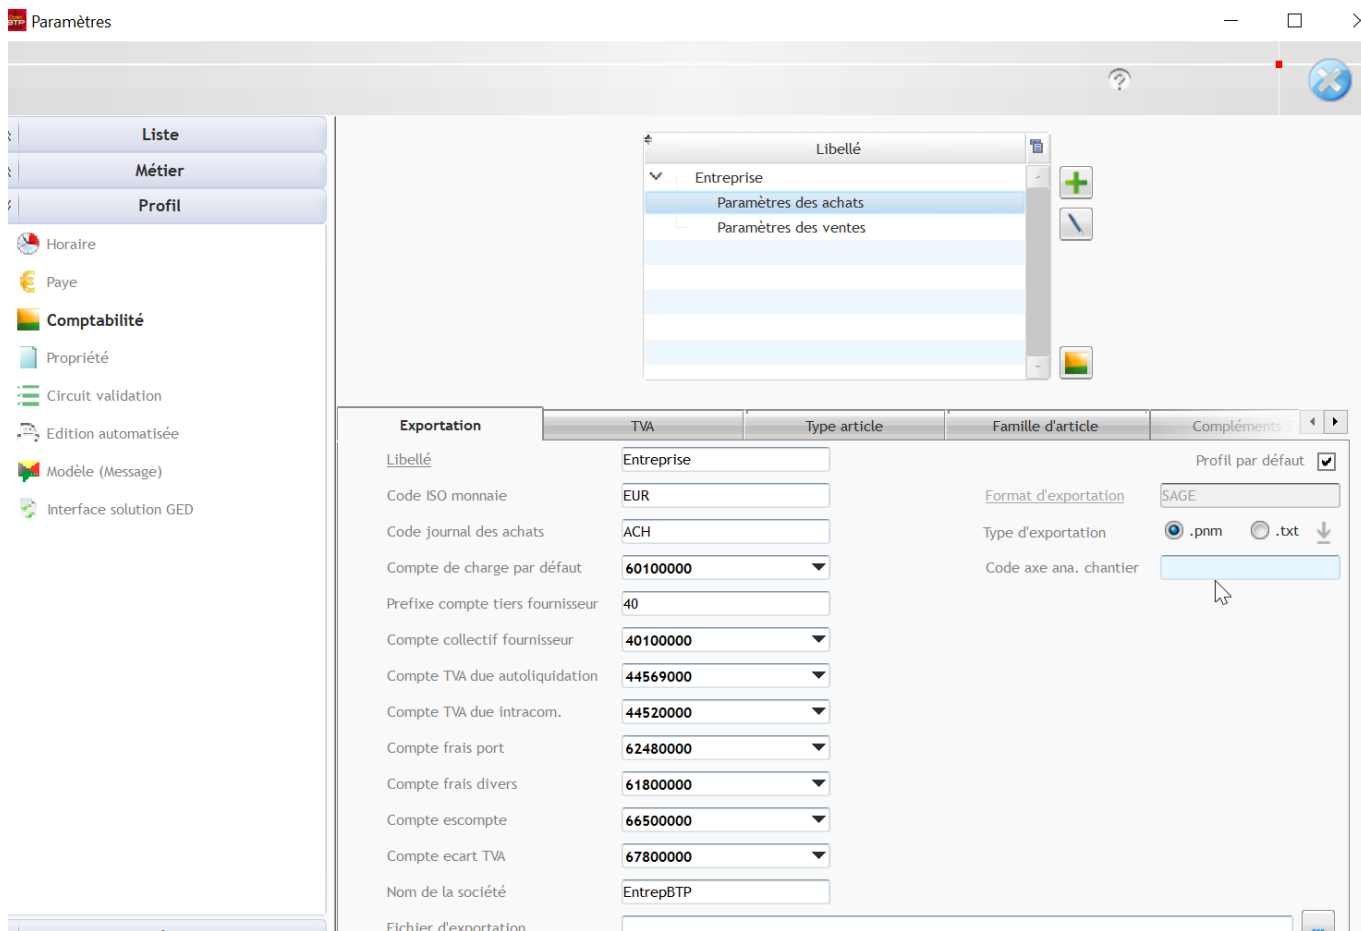 Paramètres
Liste
Métier
Profil
Horaire
Paye
Comptabilité
Propriété
Circuit validation
Edition automatisée
Modèle (Message)
Interface solution GED
Libellé
Entreprise
Paramètres des achats
Paramètres des ventes
Exportation TVA Type article Famille d'article Compléments S
Libellé Entreprise Profil par défaut
Code ISO monnaie EUR Format d'exportation SAGE
Code journal des achats ACH Type d'exportation .pnm .txt
Compte de charge par défaut 60100000 Code axe ana. chantier
Prefixe compte tiers fournisseur 40
Compte collectif fournisseur 40100000
Compte TVA due autoliquidation 44569000
Compte TVA due intracom. 44520000
Compte frais port 62480000
Compte frais divers 61800000
Compte escompte 66500000
Compte ecart TVA 67800000
Nom de la société EntrepBTP
Fichier d'exportation ...